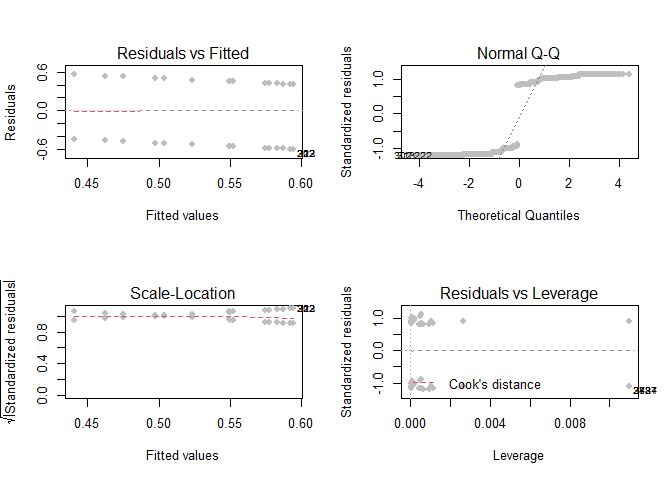 Residuals vs Fitted
Residuals
0.6
0.0
-0.6
0.45
0.50
0.55
0.60
Fitted values
Normal Q-Q
Standardized residuals
1.0
0.0
-1.0
-4
-2
0
2
4
Theoretical Quantiles
Scale-Location
√|Standardized residuals|
0.8
0.4
0.0
0.45
0.50
0.55
0.60
Fitted values
Residuals vs Leverage
Standardized residuals
1.0
0.0
-1.0
Cook's distance
0.000
0.004
0.008
Leverage